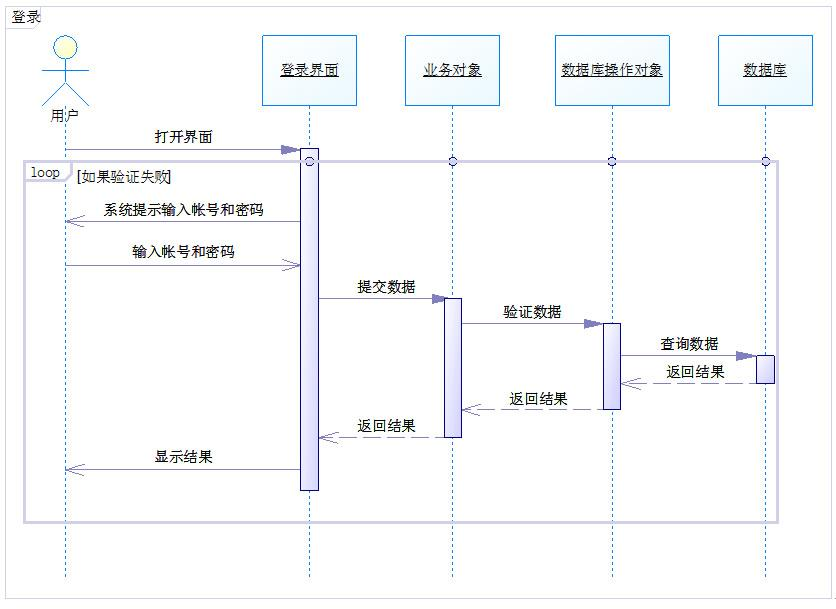 登录
登录界面
业务对象
数据库操作对象
数据库
用户
打开界面
loop
[如果验证失败]
系统提示输入帐号和密码
输入帐号和密码
提交数据
验证数据
查询数据
返回结果
返回结果
返回结果
显示结果